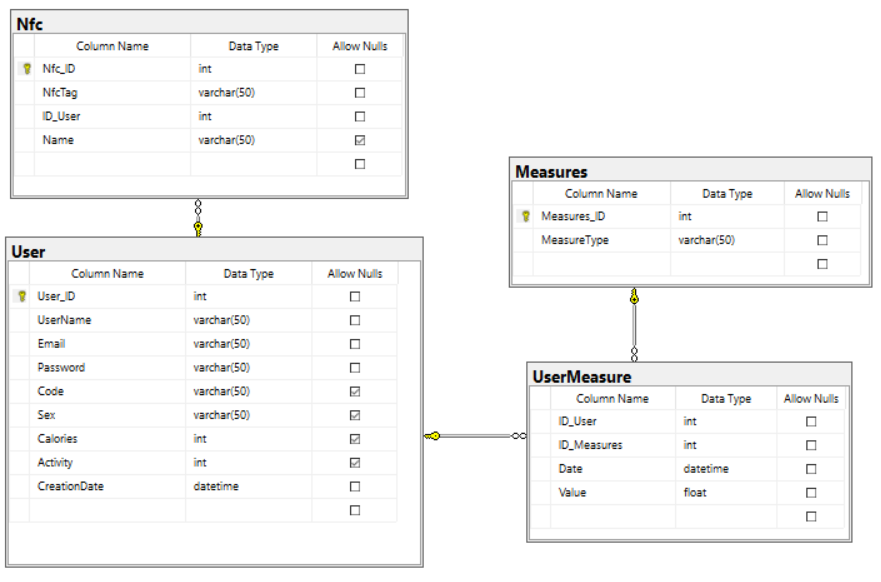 Nfc
Column Name Data Type Allow Nulls
Nfc_ID int
NfcTag varchar(50)
ID_User int
Name varchar(50)
User
Column Name Data Type Allow Nulls
User_ID int
UserName varchar(50)
Email varchar(50)
Password varchar(50)
Code varchar(50)
Sex varchar(50)
Calories int
Activity int
CreationDate datetime
Measures
Column Name Data Type Allow Nulls
Measures_ID int
MeasureType varchar(50)
UserMeasure
Column Name Data Type Allow Nulls
ID_User int
ID_Measures int
Date datetime
Value float